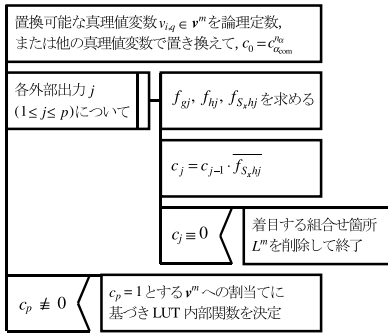 置換可能な真理値変数 v_{i,q} ∈ v^m を論理定数,
または他の真理値変数で置き換えて, c_0 = c_{α_{com}}^{n_α}
各外部出力 j
(1≤ j≤ p)について
f_{gj}, f_{hj}, f_{S_x hj} を求める
c_j = c_{j−1} · \overline{f_{S_x hj}}
c_j ≡ 0
着目する組合せ箇所
L^m を削除して終了
c_p ≢ 0
c_p = 1とする v^m への割当てに
基づき LUT 内部関数を決定